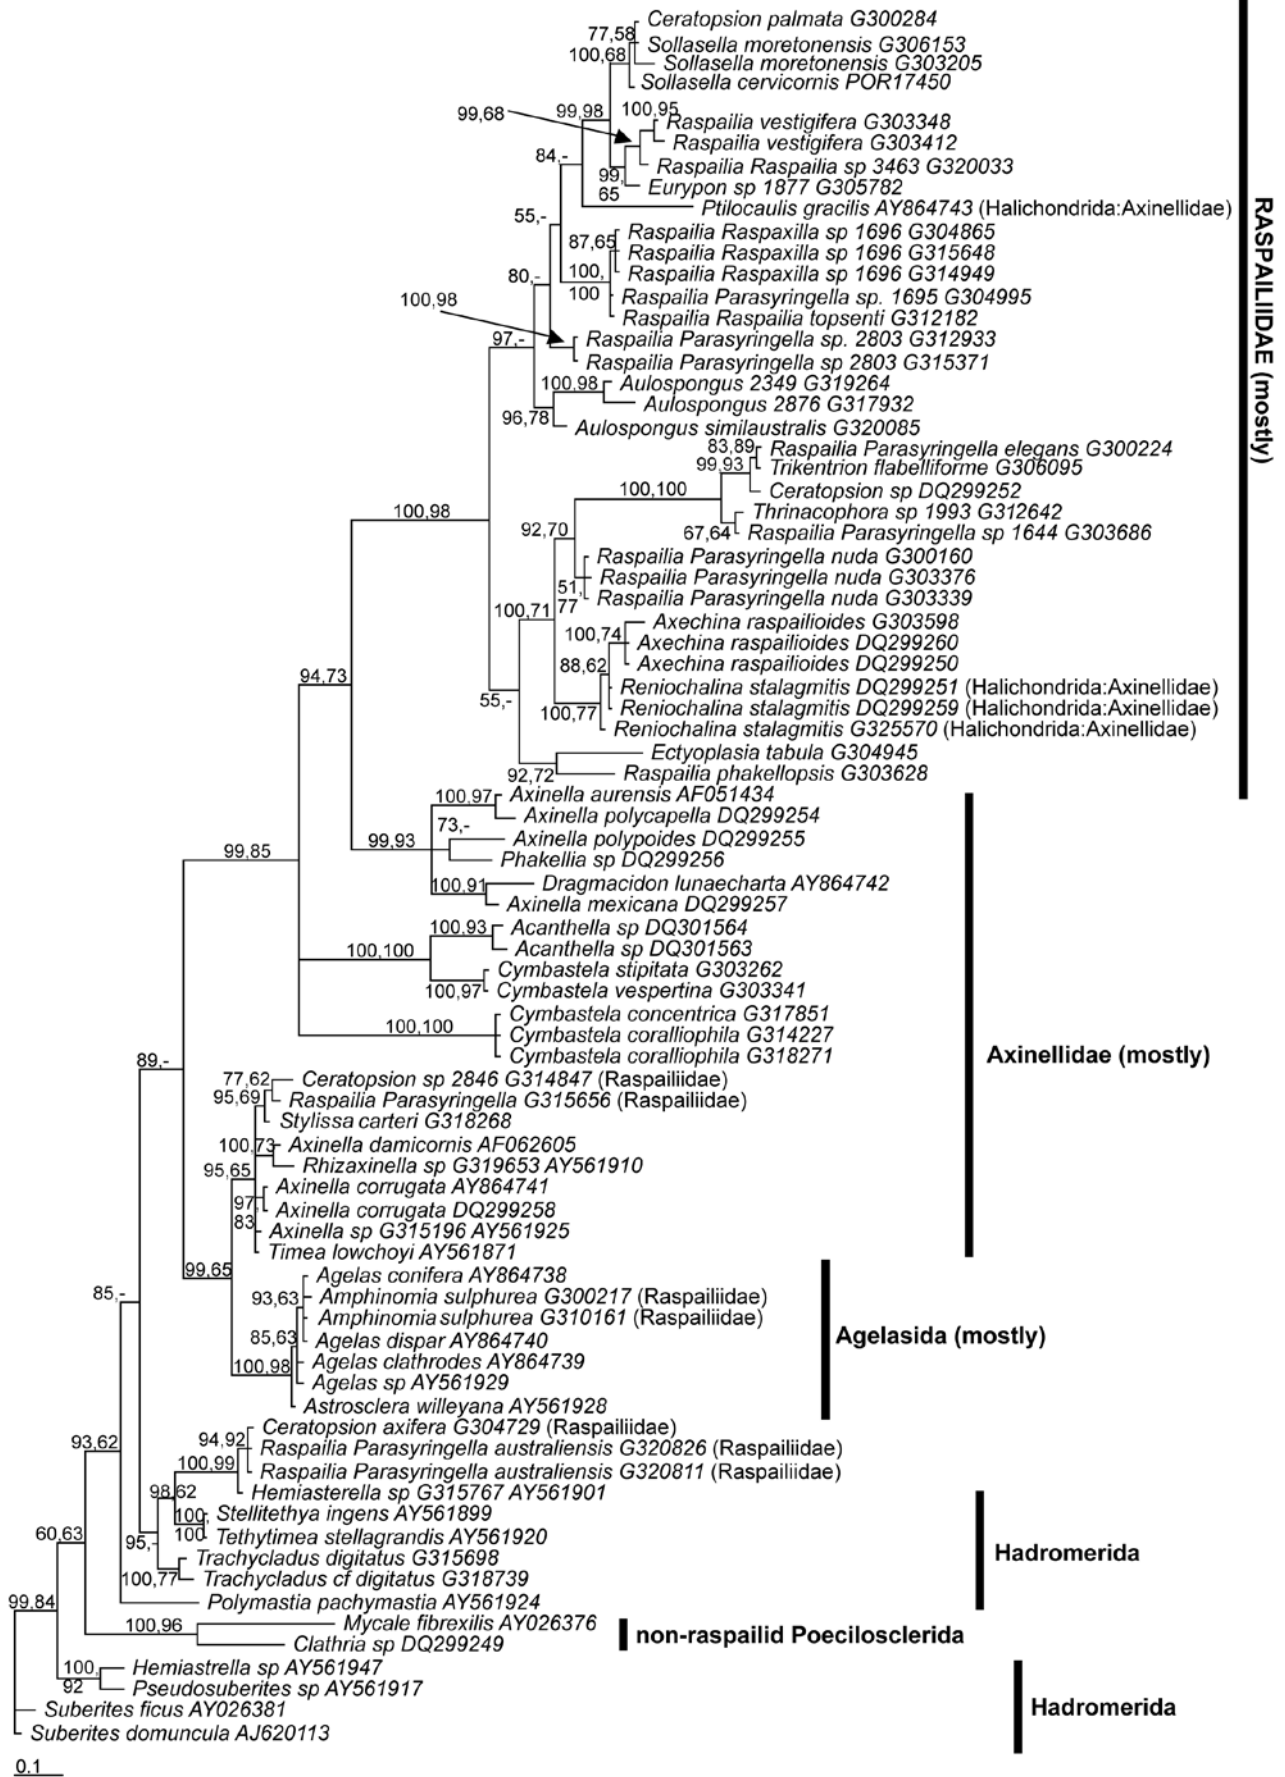 Ceratopsion palmata G300284
77,58
Sollasella moretonensis G306153
100,68
Sollasella moretonensis G303205
Sollasella cervicornis POR17450
99,68
99,98
100,95
Raspailia vestigifera G303348
Raspailia vestigifera G303412
84,-
Raspailia Raspailia sp 3463 G320033
99,
65
Eurypon sp 1877 G305782
Ptilocaulis gracilis AY864743 (Halichondrida:Axinellidae)
55,-
Raspailia Raspaxilla sp 1696 G304865
87,65
Raspailia Raspaxilla sp 1696 G315648
Raspailia Raspaxilla sp 1696 G314949
80,-
100,
100
Raspailia Parasyringella sp. 1695 G304995
100,98
Raspailia Raspailia topsenti G312182
97,-
Raspailia Parasyringella sp. 2803 G312933
Raspailia Parasyringella sp 2803 G315371
100,98
Aulospongus 2349 G319264
Aulospongus 2876 G317932
96,78
Aulospongus similaustralis G320085
RASPAILIIDAE (mostly)
83,89
Raspailia Parasyringella elegans G300224
99,93
Trikentrion flabelliforme G306095
100,100
Ceratopsion sp DQ299252
100,98
Thrinacophora sp 1993 G312642
92,70
67,64
Raspailia Parasyringella sp 1644 G303686
Raspailia Parasyringella nuda G300160
Raspailia Parasyringella nuda G303376
51,
77
Raspailia Parasyringella nuda G303339
100,71
Axechina raspailioides G303598
100,74
Axechina raspailioides DQ299260
88,62
Axechina raspailioides DQ299250
94,73
Reniochalina stalagmitis DQ299251 (Halichondrida:Axinellidae)
55,-
Reniochalina stalagmitis DQ299259 (Halichondrida:Axinellidae)
100,77
Reniochalina stalagmitis G325570 (Halichondrida:Axinellidae)
Ectyoplasia tabula G304945
92,72
Raspailia phakellopsis G303628
100,97
Axinella aurensis AF051434
Axinella polycapella DQ299254
73,-
99,93
Axinella polypoides DQ299255
99,85
Phakellia sp DQ299256
100,91
Dragmacidon lunaecharta AY864742
Axinella mexicana DQ299257
100,93
Acanthella sp DQ301564
100,100
Acanthella sp DQ301563
Cymbastela stipitata G303262
100,97
Cymbastela vespertina G303341
Cymbastela concentrica G317851
100,100
Cymbastela coralliophila G314227
Cymbastela coralliophila G318271
Axinellidae (mostly)
89,-
77,62
Ceratopsion sp 2846 G314847 (Raspailiidae)
95,69
Raspailia Parasyringella G315656 (Raspailiidae)
Stylissa carteri G318268
100,73
Axinella damicornis AF062605
95,65
Rhizaxinella sp G319653 AY561910
Axinella corrugata AY864741
97
83
Axinella corrugata DQ299258
Axinella sp G315196 AY561925
Timea lowchoyi AY561871
99,65
Agelas conifera AY864738
85,-
93,63
Amphinomia sulphurea G300217 (Raspailiidae)
Amphinomia sulphurea G310161 (Raspailiidae)
85,63
Agelas dispar AY864740
Agelasida (mostly)
100,98
Agelas clathrodes AY864739
Agelas sp AY561929
Astrosclera willeyana AY561928
Ceratopsion axifera G304729 (Raspailiidae)
93,62
94,92
Raspailia Parasyringella australiensis G320826 (Raspailiidae)
100,99
Raspailia Parasyringella australiensis G320811 (Raspailiidae)
98,62
Hemiasterella sp G315767 AY561901
100,
100
Stellitethya ingens AY561899
60,63
95,-
Tethytimea stellagrandis AY561920
Trachycladus digitatus G315698
Hadromerida
100,77
Trachycladus cf digitatus G318739
99,84
Polymastia pachymastia AY561924
100,96
Mycale fibrexilis AY026376
non-raspailid Poecilosclerida
Clathria sp DQ299249
100,
92
Hemiastrella sp AY561947
Pseudosuberites sp AY561917
Suberites ficus AY026381
Hadromerida
Suberites domuncula AJ620113
0.1